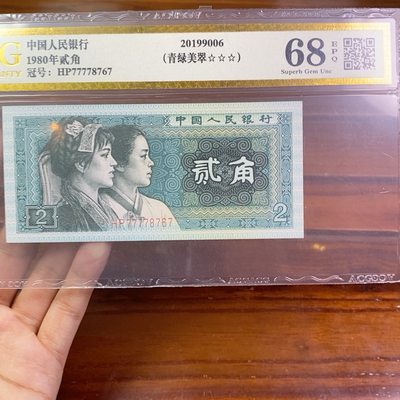 G
中国人民银行
1980年贰角
冠号: HP77778767
20199006
(青绿美翠☆☆☆)
68 EPQ
Superb Gem Unc
中国人民银行
贰角
2
2
HP77778767